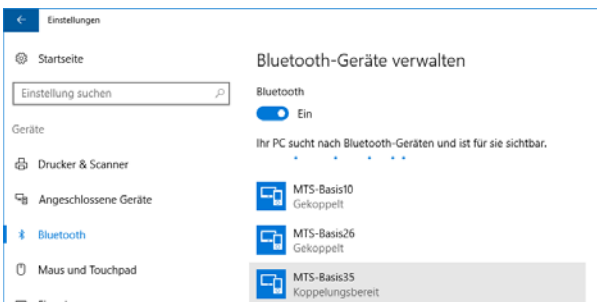 Einstellungen
Startseite
Einstellung suchen
Geräte
Drucker & Scanner
Angeschlossene Geräte
Bluetooth
Maus und Touchpad
Bluetooth-Geräte verwalten
Bluetooth
Ein
Ihr PC sucht nach Bluetooth-Geräten und ist für sie sichtbar.
MTS-Basis10
Gekoppelt
MTS-Basis26
Gekoppelt
MTS-Basis35
Koppelungsbereit